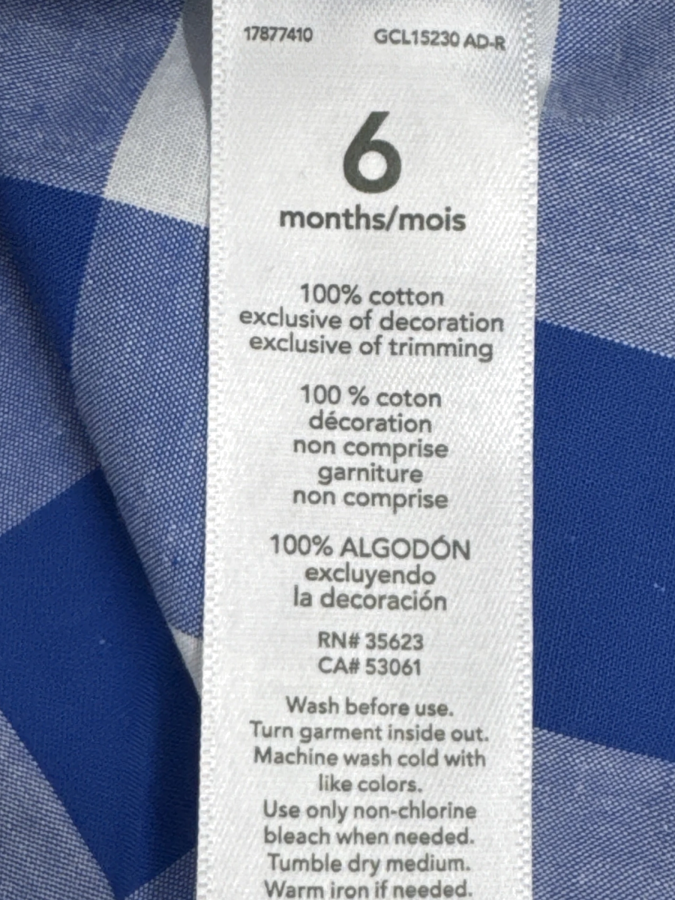 17877410 GCL15230 AD-R
6
months/mois
100% cotton
exclusive of decoration
exclusive of trimming
100 % coton
décoration
non comprise
garniture
non comprise
100% ALGODÓN
excluyendo
la decoración
RN# 35623
CA# 53061
Wash before use.
Turn garment inside out.
Machine wash cold with
like colors.
Use only non-chlorine
bleach when needed.
Tumble dry medium.
Warm iron if needed.